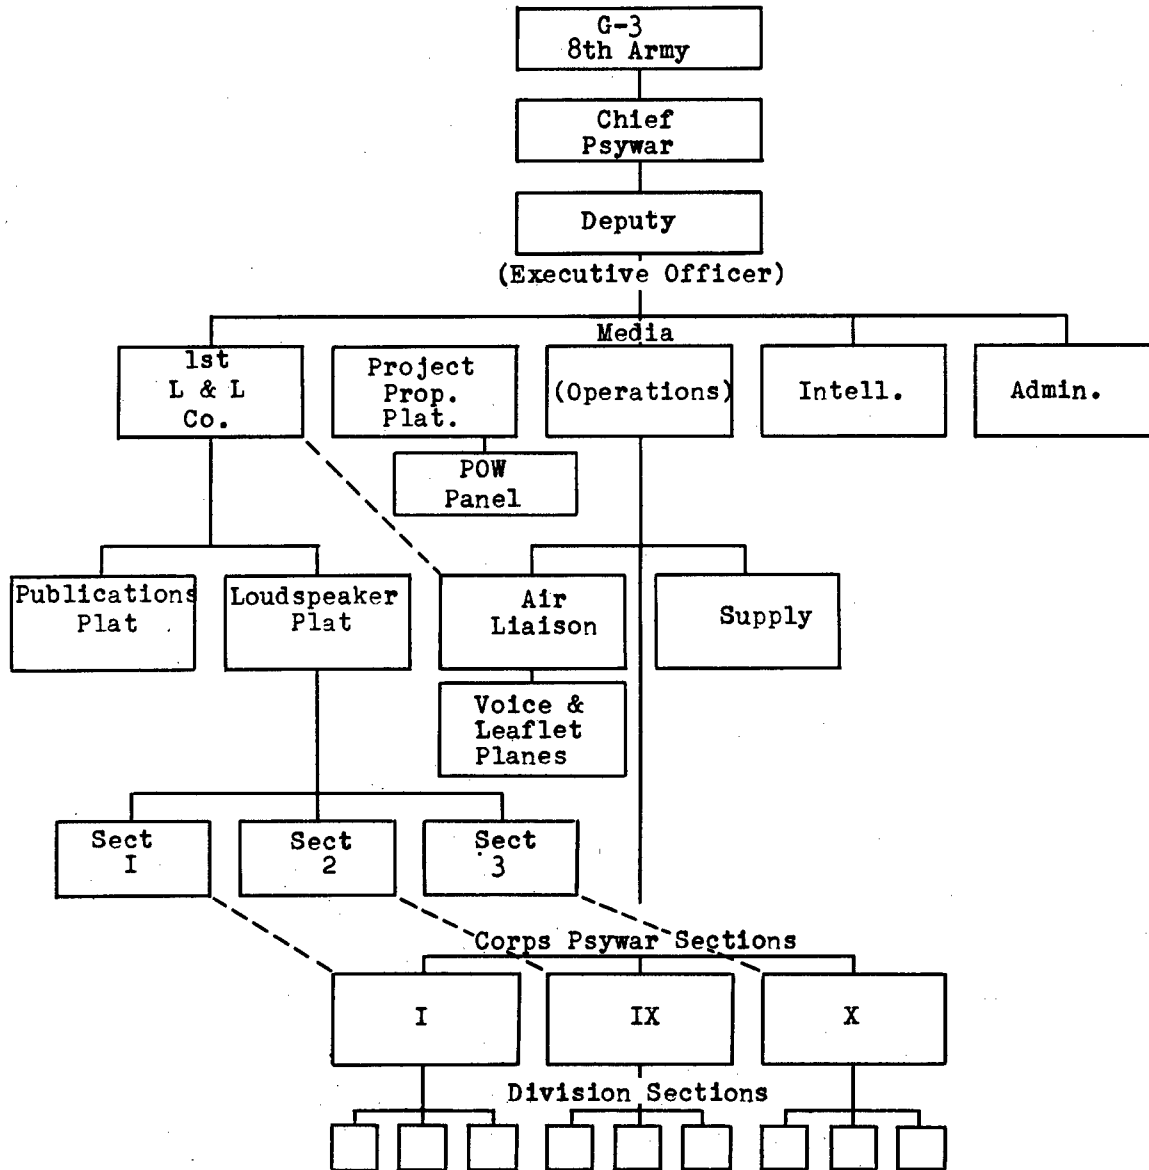 G-3
8th Army
Chief
Psywar
Deputy
(Executive Officer)
Media
1st
L & L
Co.
Project
Prop.
Plat.
(Operations)
Intell.
Admin.
POW
Panel
Publications
Plat
Loudspeaker
Plat
Air
Liaison
Supply
Voice &
Leaflet
Planes
Sect
I
Sect
2
Sect
3
Corps Psywar Sections
I
IX
X
Division Sections